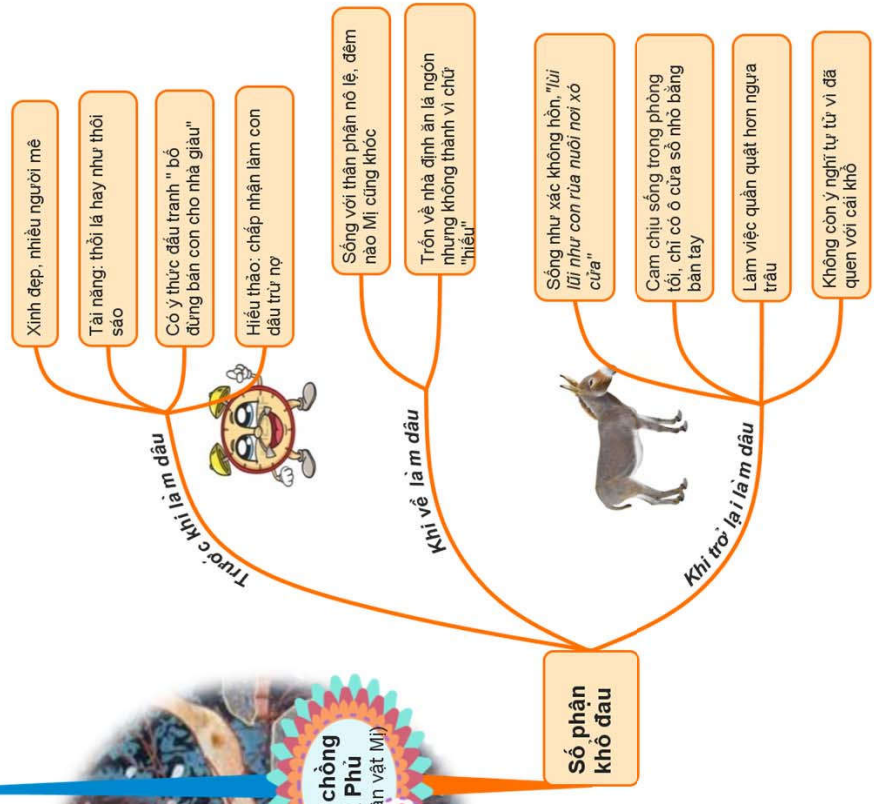 chồng
Phủ
ân vật Mị)
Số phận
khổ đau
Trước khi làm dâu
Xinh đẹp, nhiều người mê
Tài năng: thổi lá hay như thổi
sáo
Có ý thức đấu tranh " bố
đừng bán con cho nhà giàu"
Hiếu thảo: chấp nhận làm con
dâu trừ nợ
Khi về làm dâu
Sống với thân phận nô lệ, đêm
nào Mị cũng khóc
Trốn về nhà định ăn lá ngón
nhưng không thành vì chữ
"hiếu"
Khi trở lại làm dâu
Sống như xác không hồn,"lùi
lũi như con rùa nuôi nơi xó
cửa"
Cam chịu sống trong phòng
tối, chỉ có ô cửa sổ nhỏ bằng
bàn tay
Làm việc quần quật hơn ngựa
trâu
Không còn ý nghĩ tự tử vì đã
quen với cái khổ